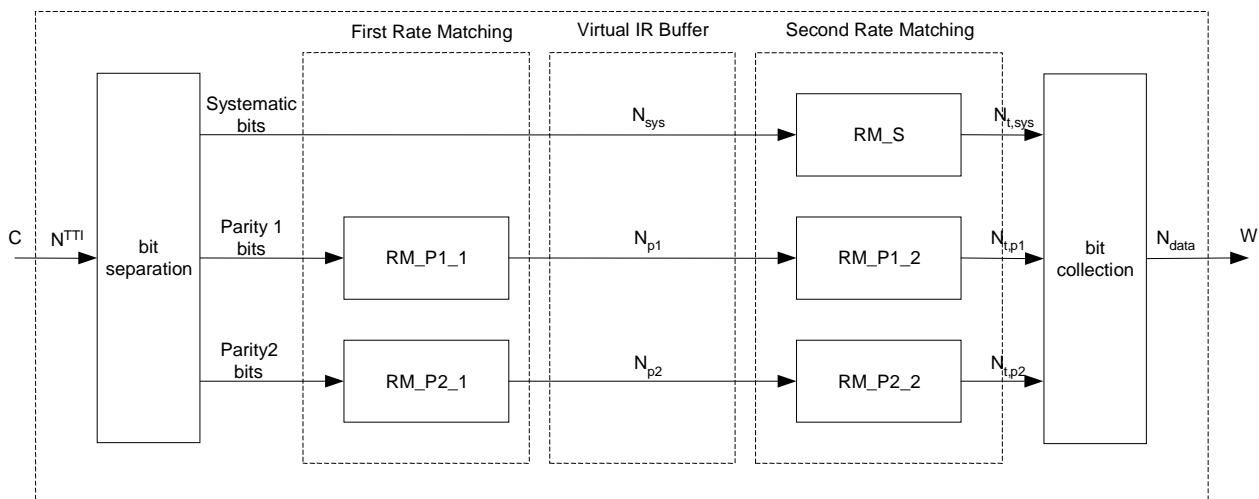 First Rate Matching
Virtual IR Buffer
Second Rate Matching
Systematic
bits
N_sys
RM_S
N_t,sys
C
N^TTI
bit
separation
Parity 1
bits
RM_P1_1
N_p1
RM_P1_2
N_t,p1
bit
collection
N_data
W
Parity2
bits
RM_P2_1
N_p2
RM_P2_2
N_t,p2